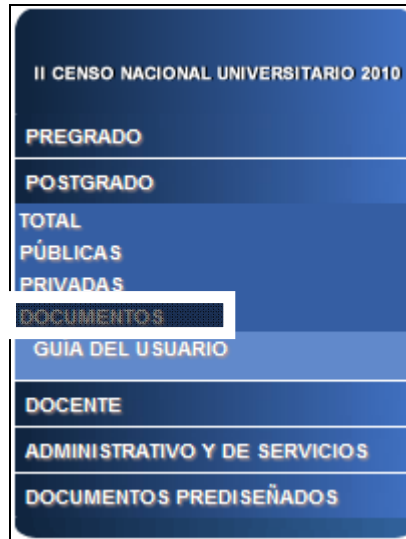 II CENSO NACIONAL UNIVERSITARIO 2010
PREGRADO
POSTGRADO
TOTAL
PÚBLICAS
PRIVADAS
DOCUMENTOS
GUIA DEL USUARIO
DOCENTE
ADMINISTRATIVO Y DE SERVICIOS
DOCUMENTOS PREDISEÑADOS